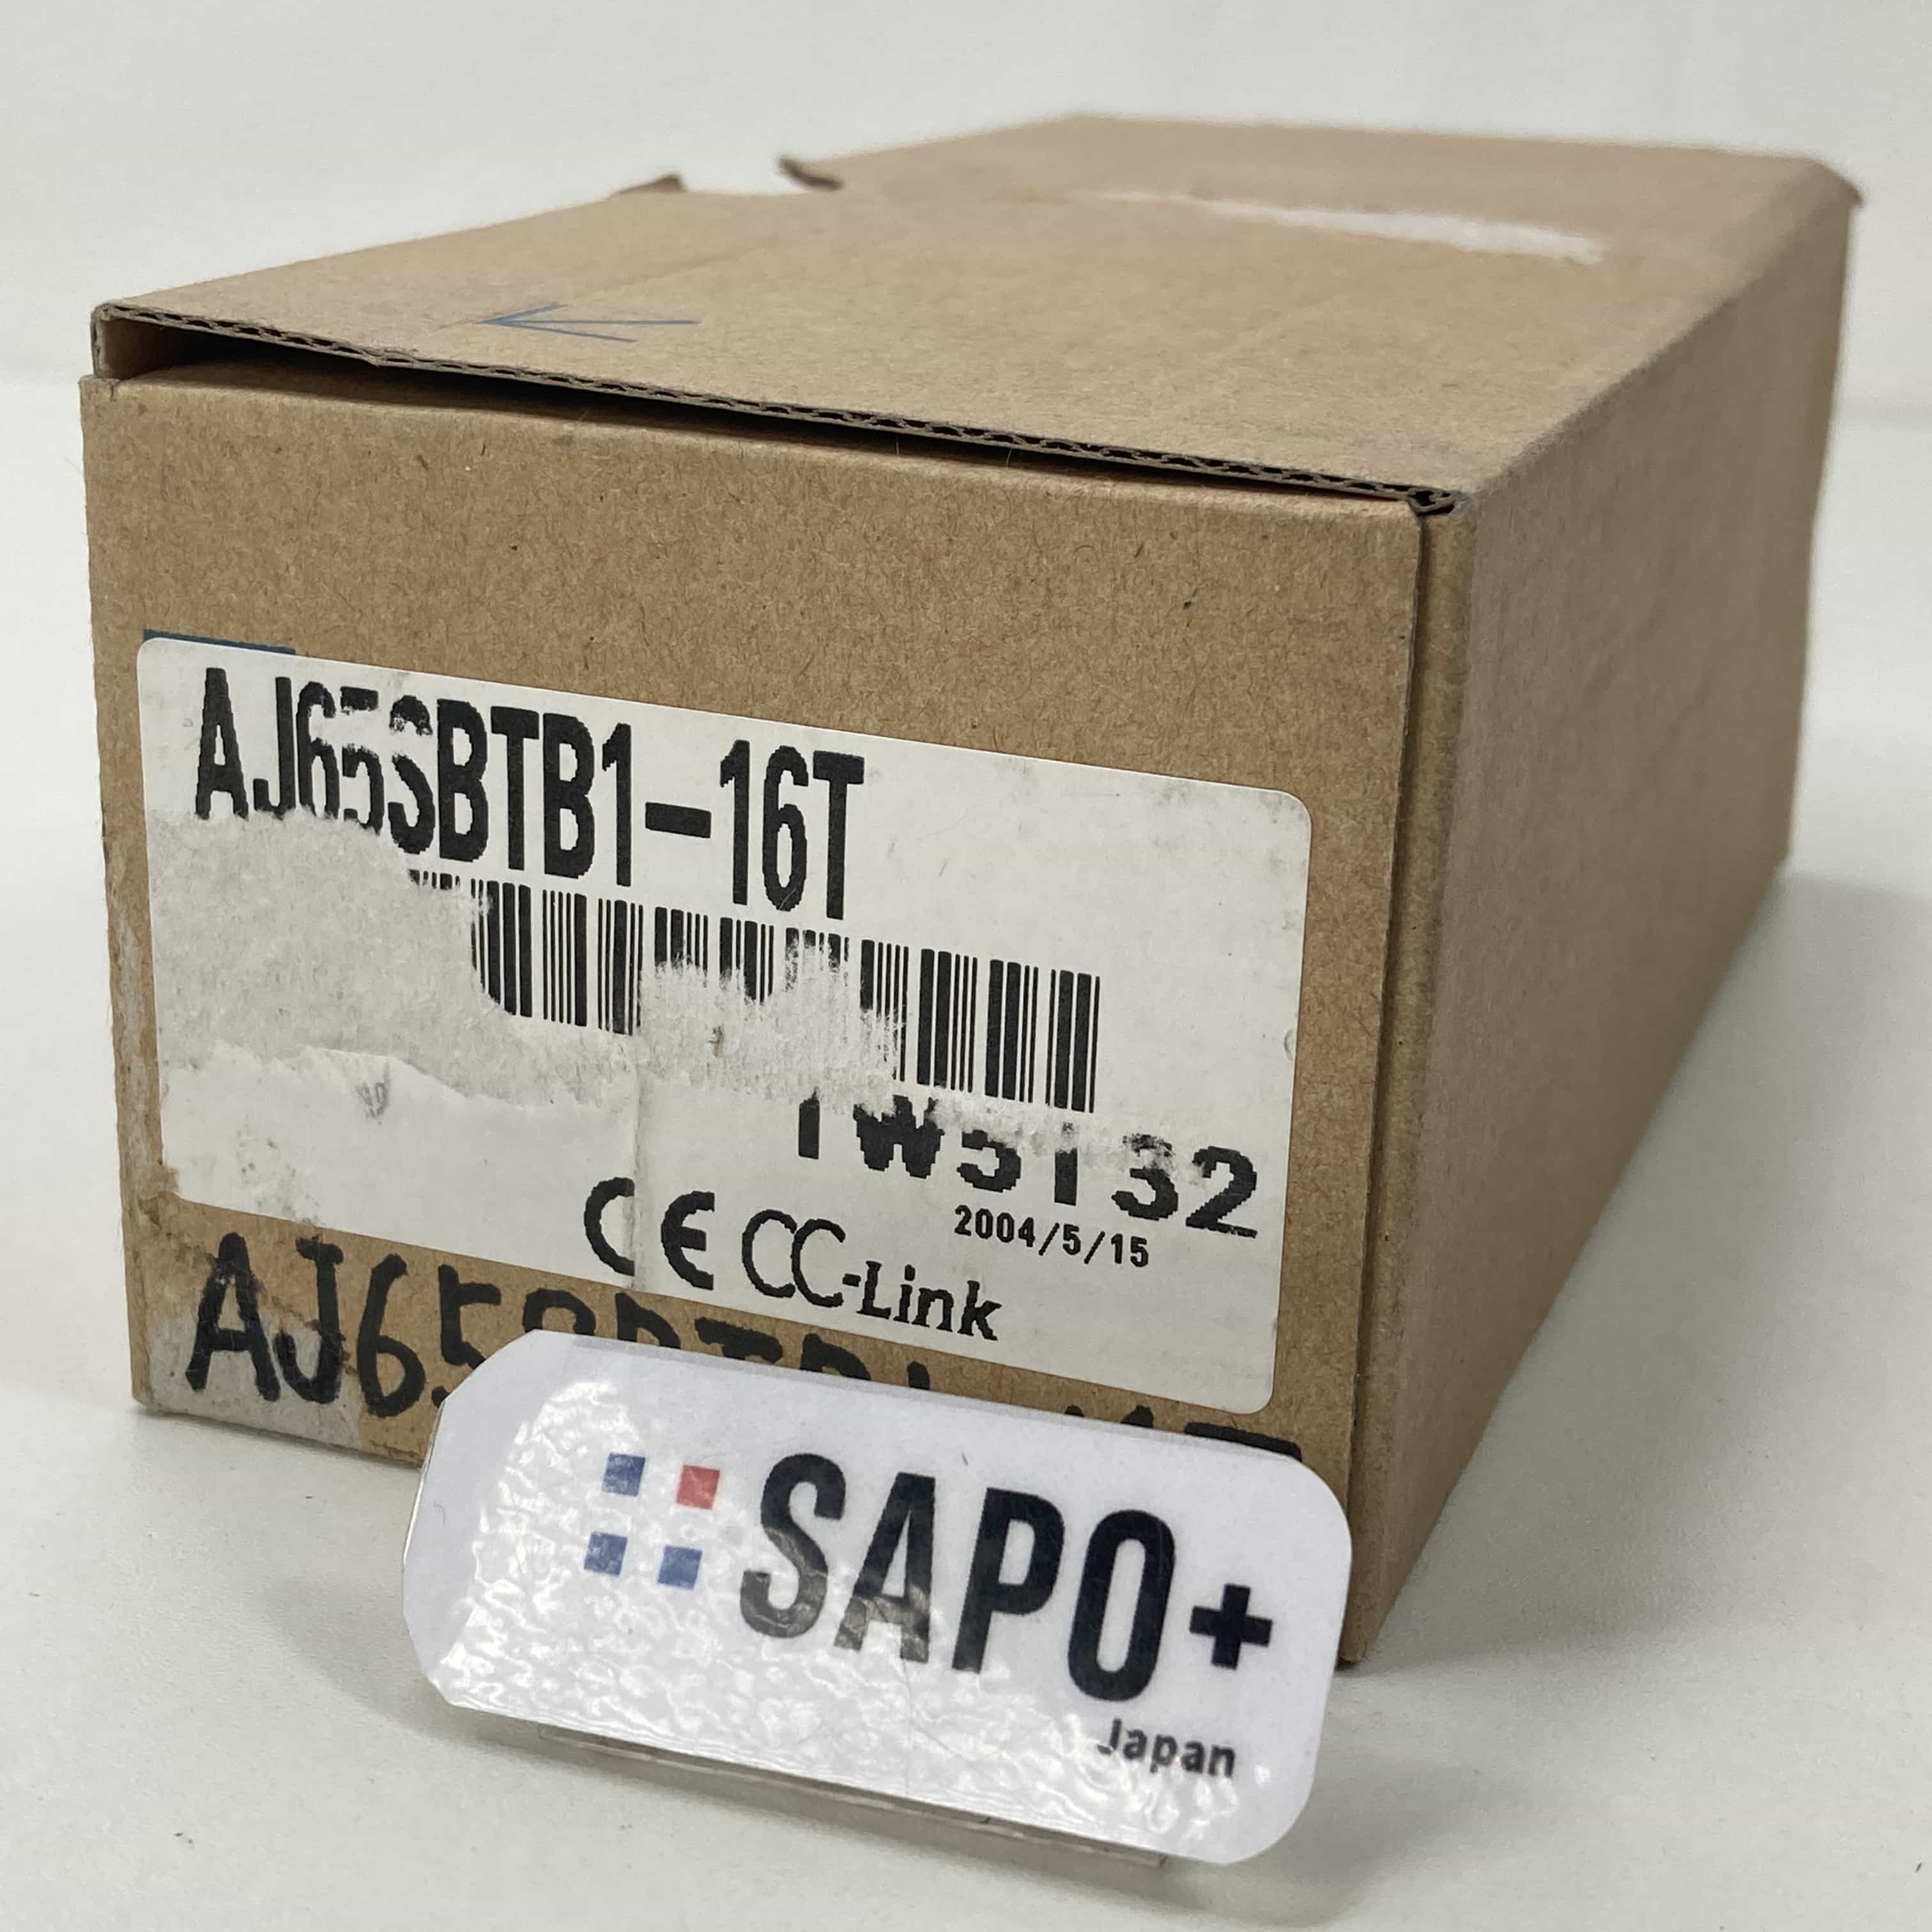 AJ65SBTB1-16T
2004/5/15
CE CC-Link
SAPO+
Japan